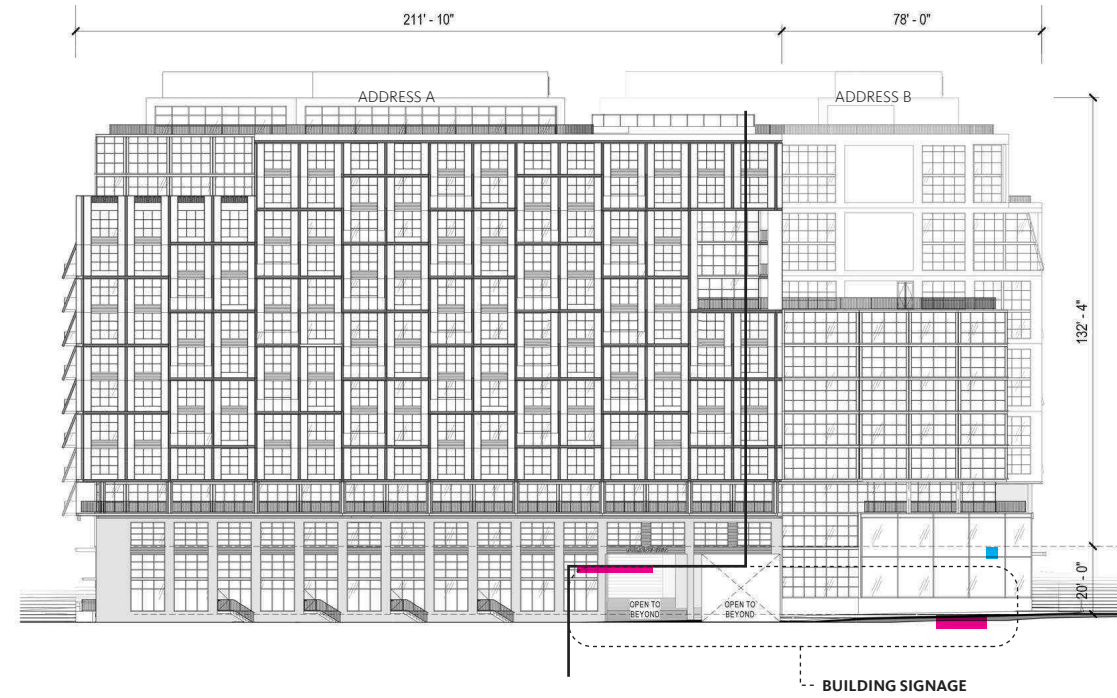 211' - 10"
78' - 0"
ADDRESS A
ADDRESS B
132' - 4"
20' - 0"
OPEN TO
BEYOND
OPEN TO
BEYOND
BUILDING SIGNAGE